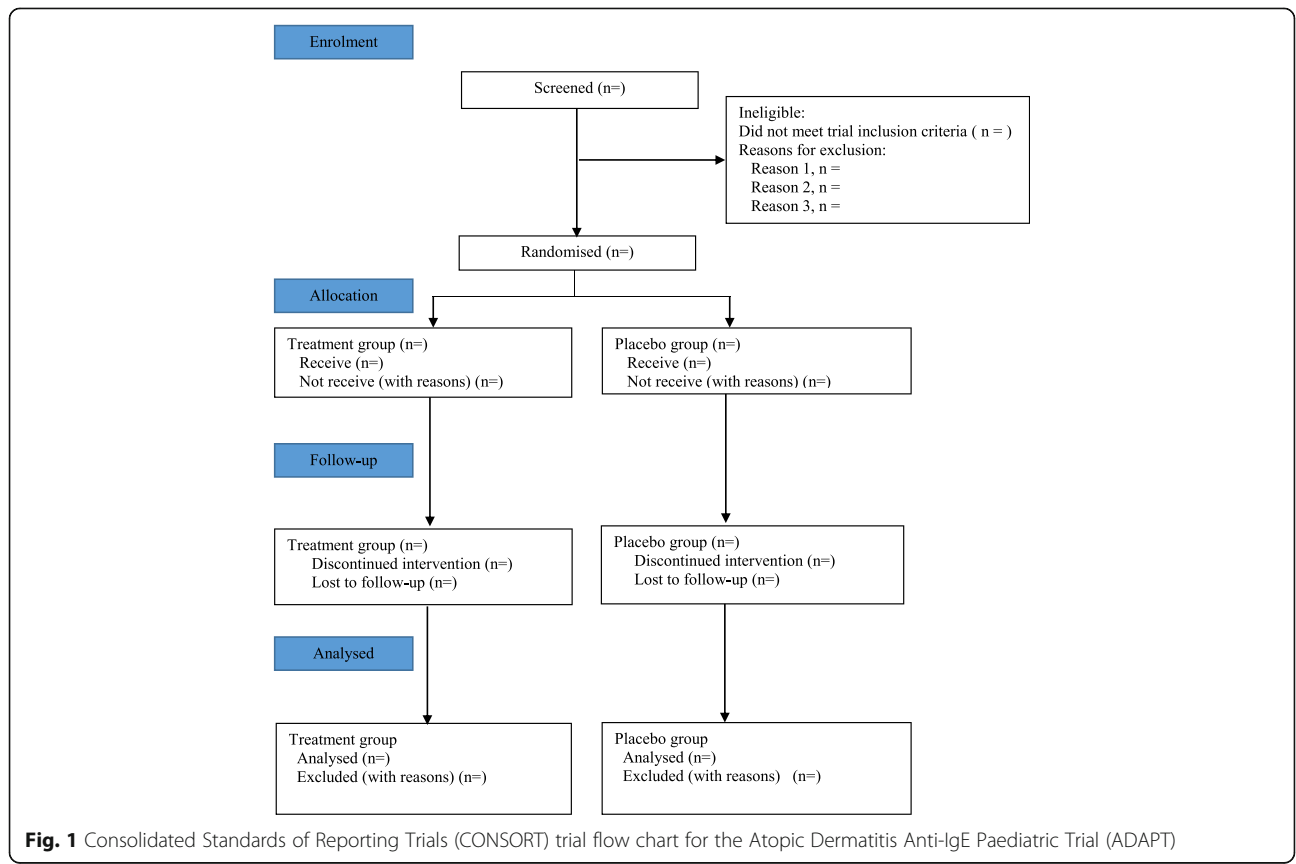 Enrolment
Screened (n=)
Ineligible:
Did not meet trial inclusion criteria ( n = )
Reasons for exclusion:
Reason 1, n =
Reason 2, n =
Reason 3, n =
Randomised (n=)
Allocation
Treatment group (n=)
Receive (n=)
Not receive (with reasons) (n=)
Placebo group (n=)
Receive (n=)
Not receive (with reasons) (n=)
Follow-up
Treatment group (n=)
Discontinued intervention (n=)
Lost to follow-up (n=)
Placebo group (n=)
Discontinued intervention (n=)
Lost to follow-up (n=)
Analysed
Treatment group
Analysed (n=)
Excluded (with reasons) (n=)
Placebo group
Analysed (n=)
Excluded (with reasons) (n=)
Fig. 1 Consolidated Standards of Reporting Trials (CONSORT) trial flow chart for the Atopic Dermatitis Anti-IgE Paediatric Trial (ADAPT)